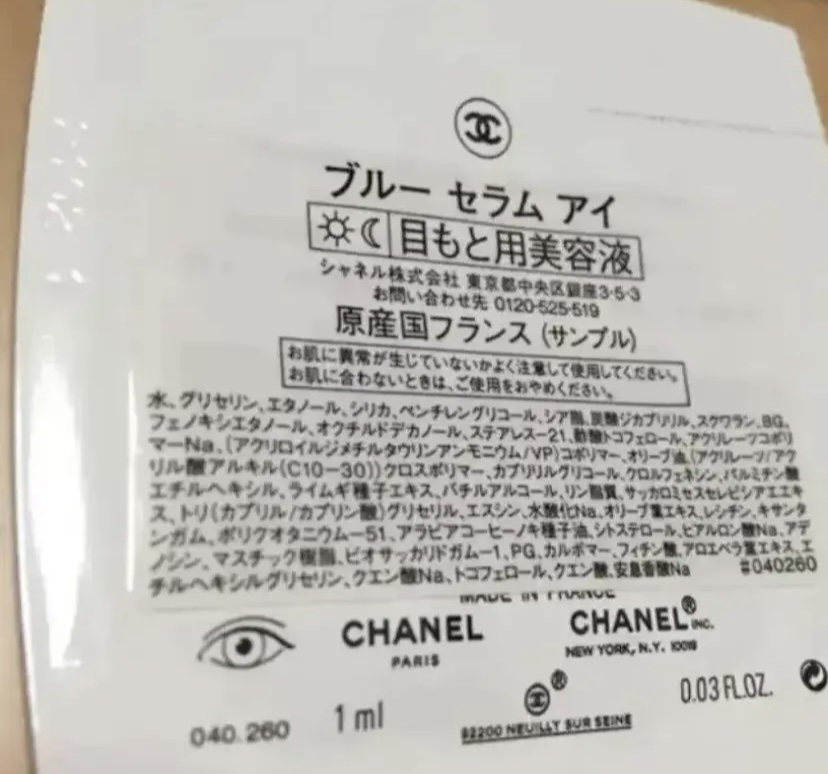 ブルー セラム アイ
目もと用美容液
シャネル株式会社 東京都中央区銀座3-5-3
お問い合わせ先 0120-525-519
原産国フランス (サンプル)
お肌に異常が生じていないかよく注意して使用してください。
お肌に合わないときは、ご使用をおやめください。
水、グリセリン、エタノール、シリカ、ペンチレングリコール、シア脂、炭酸ジカプリリル、スクワラン、BG、
フェノキシエタノール、オクチルドデカノール、ステアレス-21、酢酸トコフェロール、アクリレーツコポリ
マーNa、(アクリロイルジメチルタウリンアンモニウム/VP)コポリマー、オリーブ油、(アクリレーツ/アク
リル酸アルキル(C10-30))クロスポリマー、カプリリルグリコール、クロルフェネシン、パルミチン酸
エチルヘキシル、ライムギ種子エキス、バチルアルコール、リン脂質、サッカロミセスセレビシアエエキ
ス、トリ(カプリル/カプリン酸)グリセリル、エスシン、水酸化Na、オリーブ葉エキス、レシチン、キサンタ
ンガム、ポリクオタニウム-51、アラビアコーヒーノキ種子油、シトステロール、ヒアルロン酸Na、アデ
ノシン、マスチック樹脂、ビオサッカリドガム-1、PG、カルボマー、フィチン酸、アロエベラ葉エキス、エ
チルヘキシルグリセリン、クエン酸Na、トコフェロール、クエン酸、安息香酸Na #040260
MADE IN FRANCE
CHANEL CHANEL® INC.
PARIS NEW YORK, N.Y. 10019
®
040.260 1 ml 92200 NEUILLY SUR SEINE 0.03 FL.OZ.